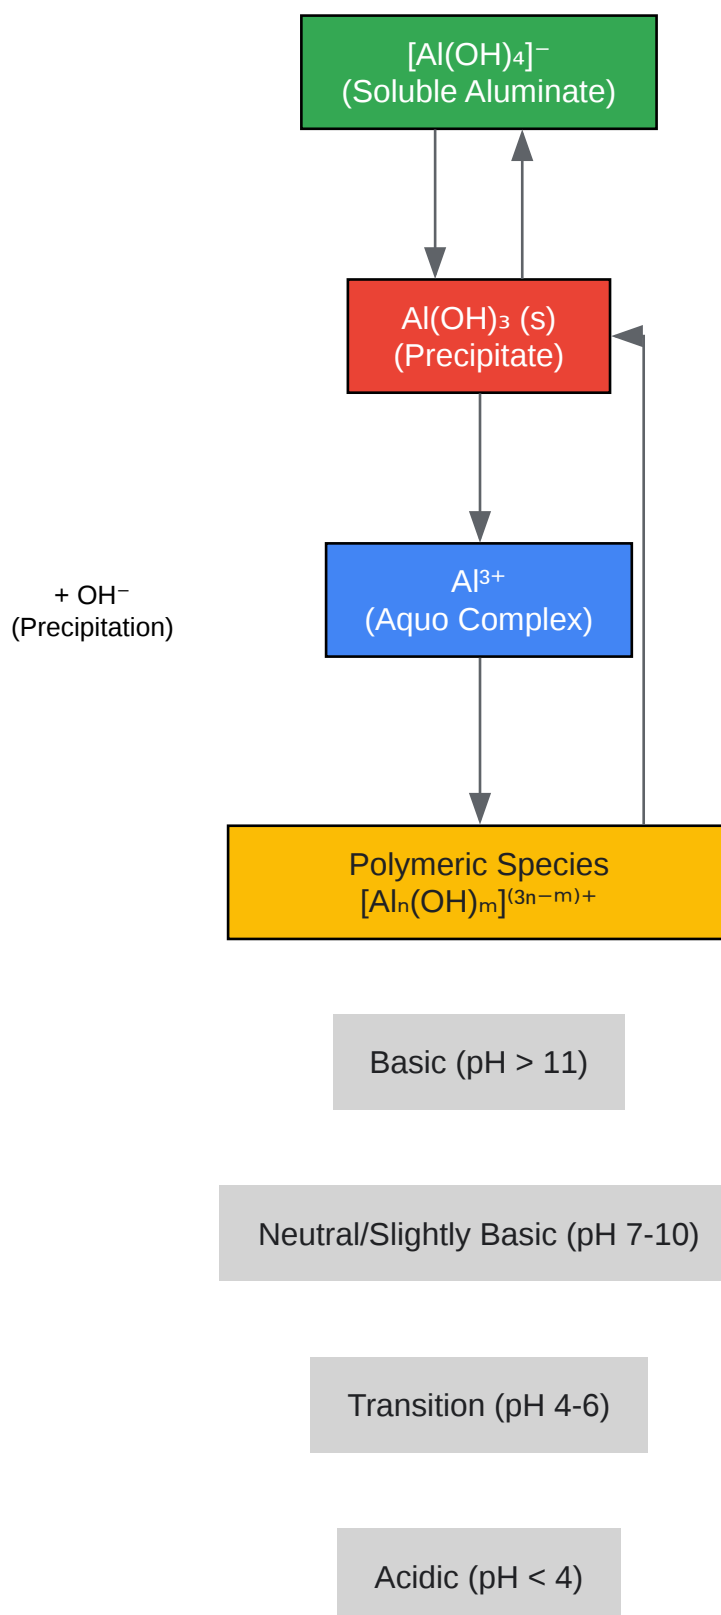 [Al(OH)₄]⁻
(Soluble Aluminate)
Al(OH)₃ (s)
(Precipitate)
Al³⁺
(Aquo Complex)
+ OH⁻
(Precipitation)
Polymeric Species
[Alₙ(OH)ₘ]⁽³ⁿ⁻ᵐ⁾⁺
Basic (pH > 11)
Neutral/Slightly Basic (pH 7-10)
Transition (pH 4-6)
Acidic (pH < 4)